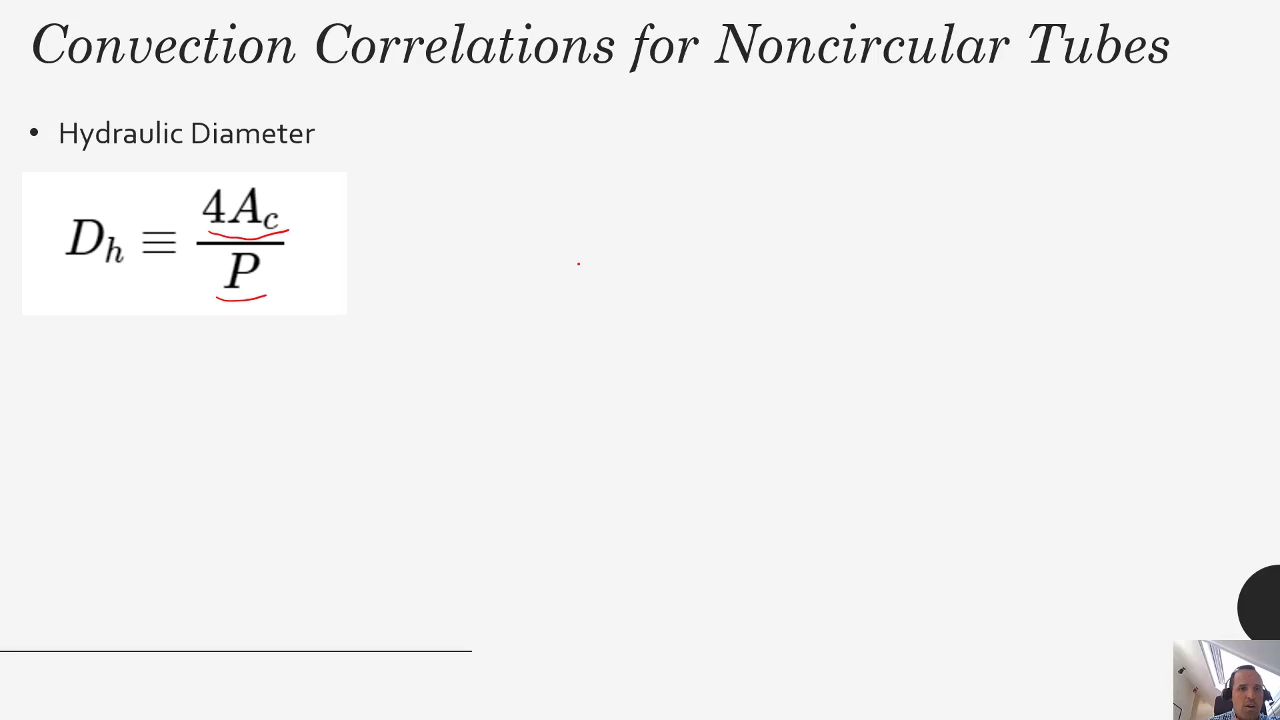 Convection Correlations for Noncircular Tubes
• Hydraulic Diameter
D_h ≡ 4A_c / P